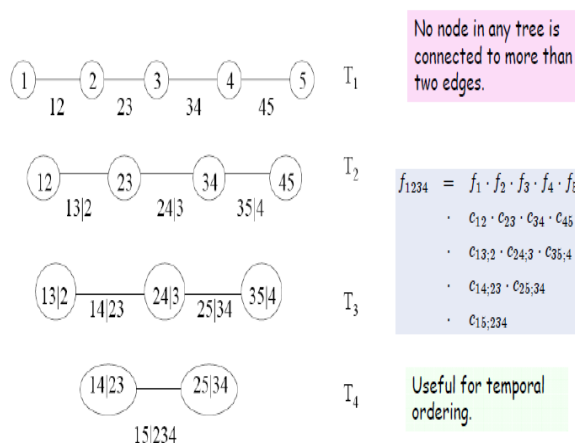 No node in any tree is
connected to more than
two edges.
1 2 3 4 5 T1
12 23 34 45
12 23 34 45 T2
13|2 24|3 35|4
13|2 24|3 35|4 T3
14|23 25|34
14|23 25|34 T4
15|234
f1234 = f1 · f2 · f3 · f4 · f5
· c12 · c23 · c34 · c45
· c13;2 · c24;3 · c35;4
· c14;23 · c25;34
· c15;234
Useful for temporal
ordering.